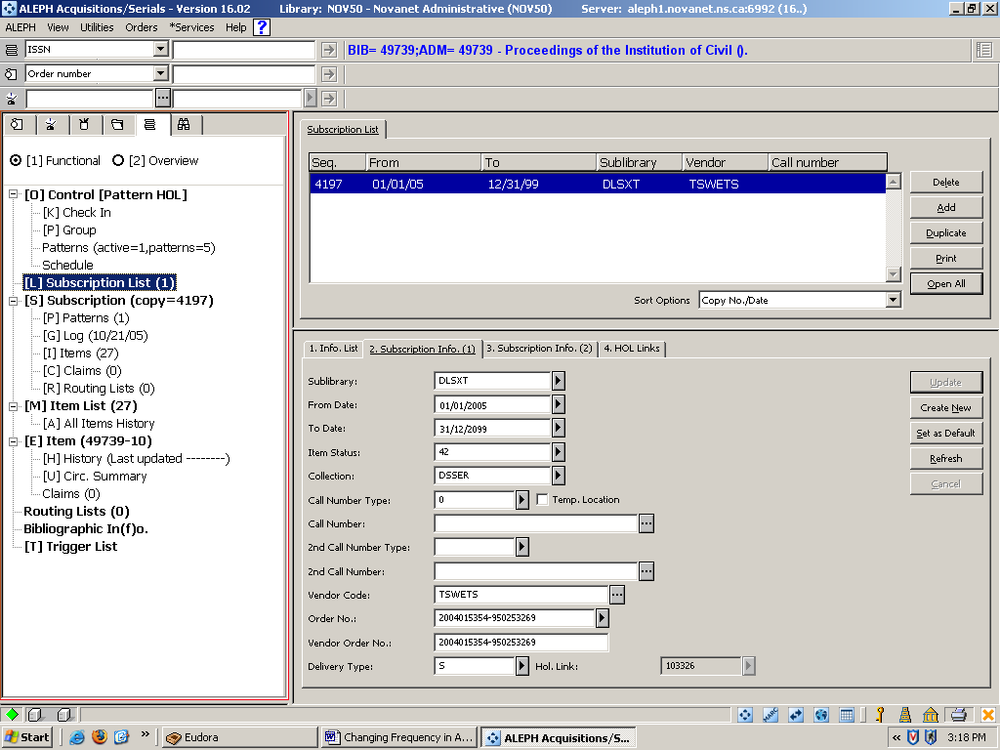 ALEPH Acquisitions/Serials - Version 16.02 Library: NOV50 - Novanet Administrative (NOV50) Server: aleph1.novanet.ns.ca:6992 (16..)
ALEPH View Utilities Orders *Services Help ?
ISSN
BIB= 49739;ADM= 49739 - Proceedings of the Institution of Civil ().
Order number
[1] Functional [2] Overview
[O] Control [Pattern HOL]
[K] Check In
[P] Group
Patterns (active=1,patterns=5)
Schedule
[L] Subscription List (1)
[S] Subscription (copy=4197)
[P] Patterns (1)
[G] Log (10/21/05)
[I] Items (27)
[C] Claims (0)
[R] Routing Lists (0)
[M] Item List (27)
[A] All Items History
[E] Item (49739-10)
[H] History (Last updated --------)
[U] Circ. Summary
Claims (0)
Routing Lists (0)
Bibliographic In(f)o.
[T] Trigger List
Subscription List
Seq. From To Sublibrary Vendor Call number
4197 01/01/05 12/31/99 DLSXT TSWETS
Delete
Add
Duplicate
Print
Open All
Sort Options Copy No./Date
1. Info. List 2. Subscription Info. (1) 3. Subscription Info. (2) 4. HOL Links
Sublibrary: DLSXT
From Date: 01/01/2005
To Date: 31/12/2099
Item Status: 42
Collection: DSSER
Call Number Type: 0 Temp. Location
Call Number:
2nd Call Number Type:
2nd Call Number:
Vendor Code: TSWETS
Order No.: 2004015354-950253269
Vendor Order No.: 2004015354-950253269
Delivery Type: S Hol. Link: 103326
Update
Create New
Set as Default
Refresh
Cancel
MARC
Start » Eudora Changing Frequency in A... ALEPH Acquisitions/S... « 3:18 PM